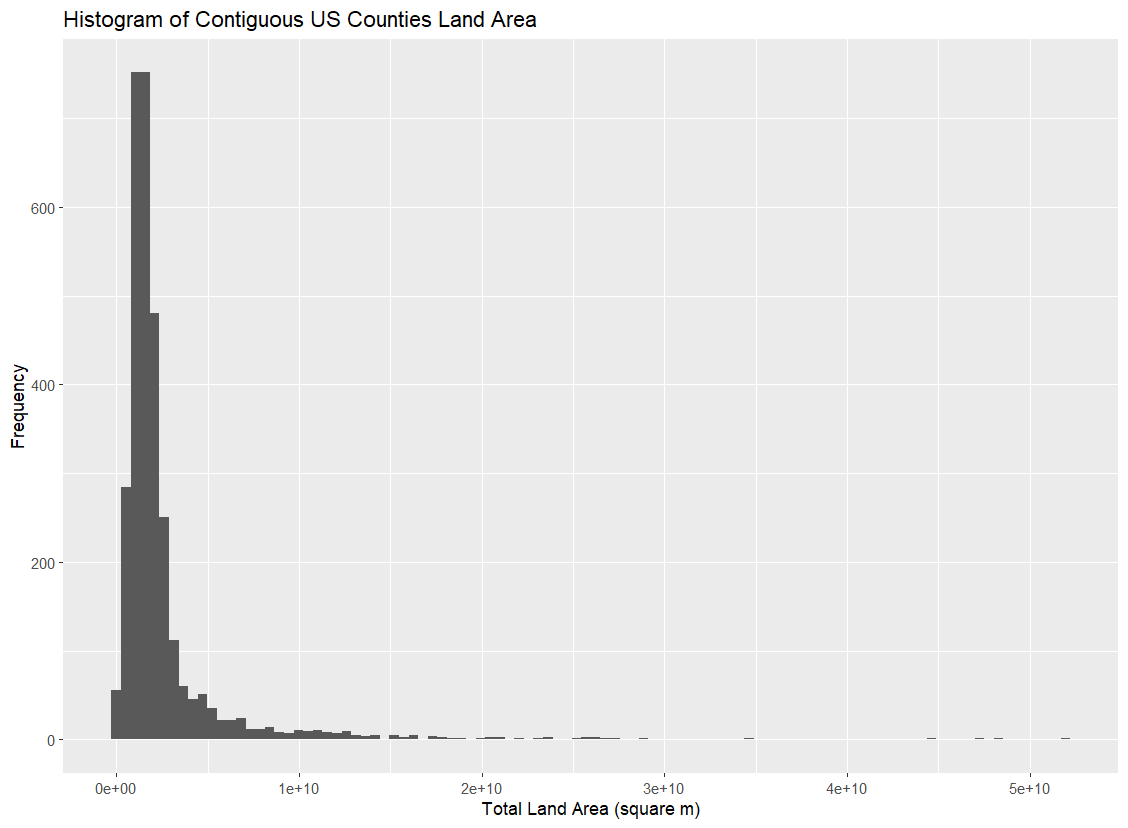 Histogram of Contiguous US Counties Land Area
Frequency
600
400
200
0
0e+00
1e+10
2e+10
3e+10
4e+10
5e+10
Total Land Area (square m)